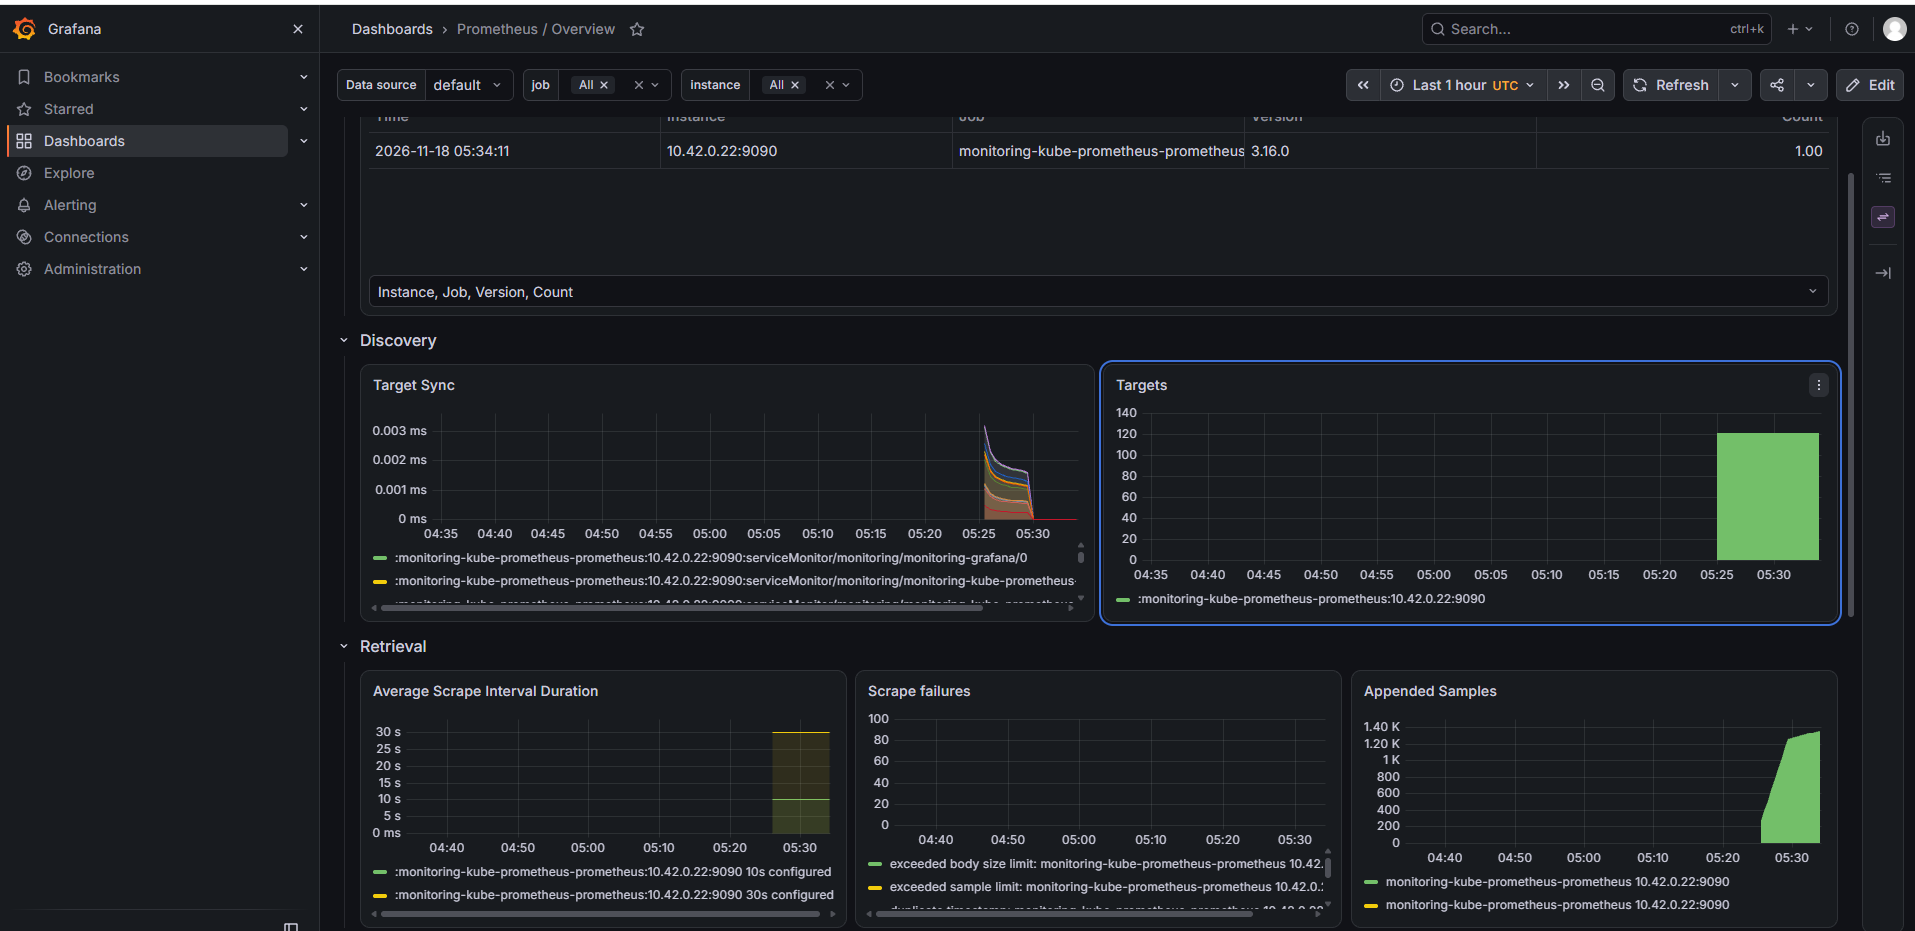 Grafana
Dashboards › Prometheus / Overview
Search...
ctrl+k
Bookmarks
Starred
Dashboards
Explore
Alerting
Connections
Administration
Data source default
job All
instance All
Last 1 hour UTC
Refresh
Edit
Time Instance Job Version Count
2026-11-18 05:34:11 10.42.0.22:9090 monitoring-kube-prometheus-prometheus 3.16.0 1.00
Instance, Job, Version, Count
Discovery
Target Sync
0.003 ms
0.002 ms
0.001 ms
0 ms
04:35 04:40 04:45 04:50 04:55 05:00 05:05 05:10 05:15 05:20 05:25 05:30
:monitoring-kube-prometheus-prometheus:10.42.0.22:9090:serviceMonitor/monitoring/monitoring-grafana/0
:monitoring-kube-prometheus-prometheus:10.42.0.22:9090:serviceMonitor/monitoring/monitoring-kube-prometheus-
Targets
140
120
100
80
60
40
20
0
04:35 04:40 04:45 04:50 04:55 05:00 05:05 05:10 05:15 05:20 05:25 05:30
:monitoring-kube-prometheus-prometheus:10.42.0.22:9090
Retrieval
Average Scrape Interval Duration
30 s
25 s
20 s
15 s
10 s
5 s
0 ms
04:40 04:50 05:00 05:10 05:20 05:30
:monitoring-kube-prometheus-prometheus:10.42.0.22:9090 10s configured
:monitoring-kube-prometheus-prometheus:10.42.0.22:9090 30s configured
Scrape failures
100
80
60
40
20
0
04:40 04:50 05:00 05:10 05:20 05:30
exceeded body size limit: monitoring-kube-prometheus-prometheus 10.42.
exceeded sample limit: monitoring-kube-prometheus-prometheus 10.42.0.
Appended Samples
1.40 K
1.20 K
1 K
800
600
400
200
0
04:40 04:50 05:00 05:10 05:20 05:30
monitoring-kube-prometheus-prometheus 10.42.0.22:9090
monitoring-kube-prometheus-prometheus 10.42.0.22:9090